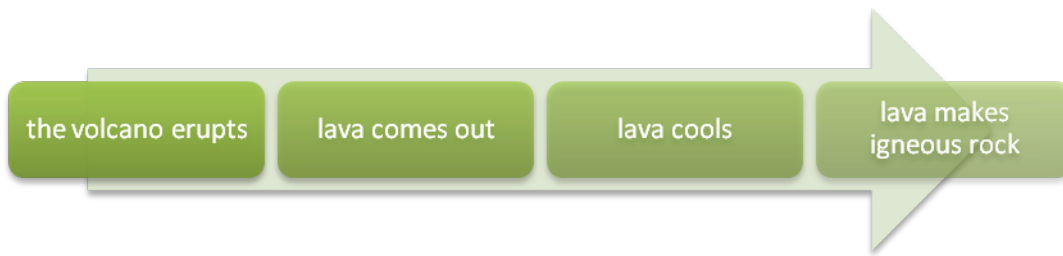 the volcano erupts
lava comes out
lava cools
lava makes
igneous rock